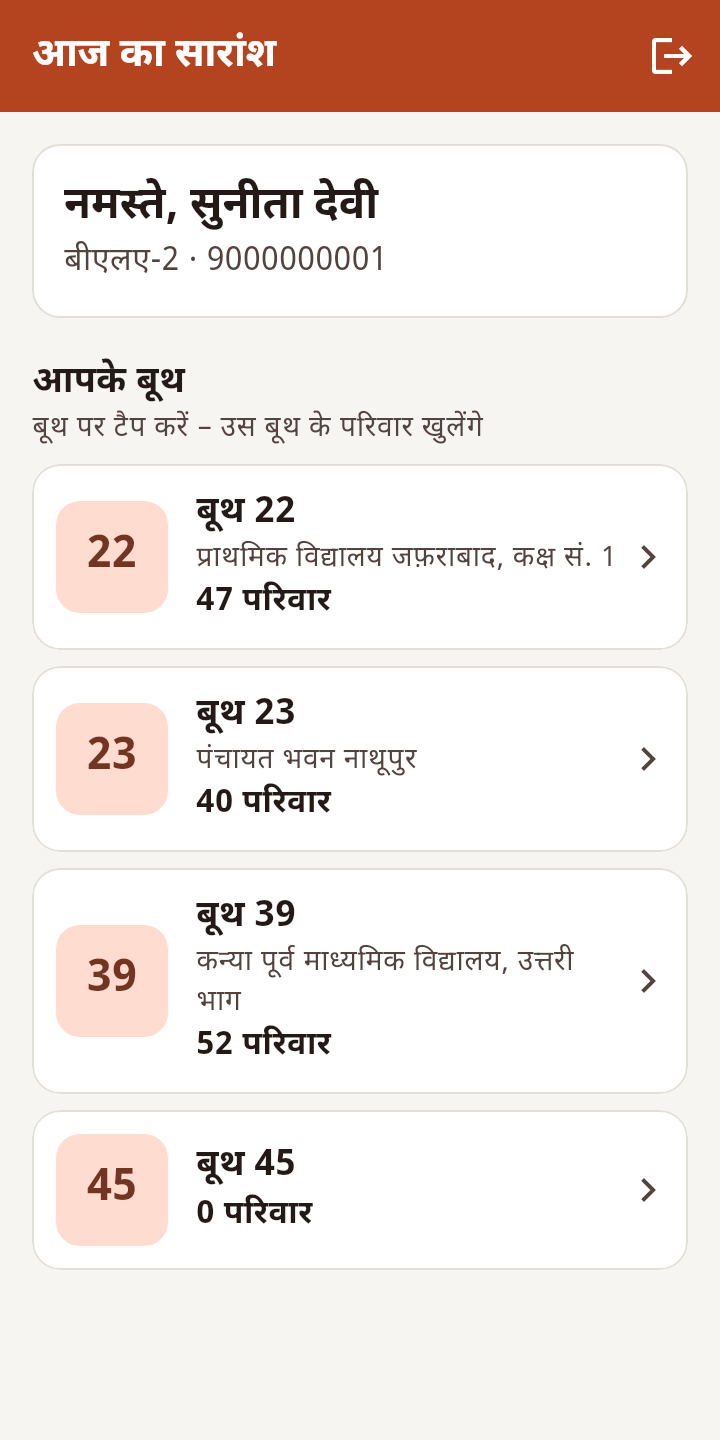 आज का सारांश
नमस्ते, सुनीता देवी
बीएलए-2 · 9000000001
आपके बूथ
बूथ पर टैप करें – उस बूथ के परिवार खुलेंगे
22
बूथ 22
प्राथमिक विद्यालय जफ़राबाद, कक्ष सं. 1
47 परिवार
23
बूथ 23
पंचायत भवन नाथूपुर
40 परिवार
39
बूथ 39
कन्या पूर्व माध्यमिक विद्यालय, उत्तरी
भाग
52 परिवार
45
बूथ 45
0 परिवार